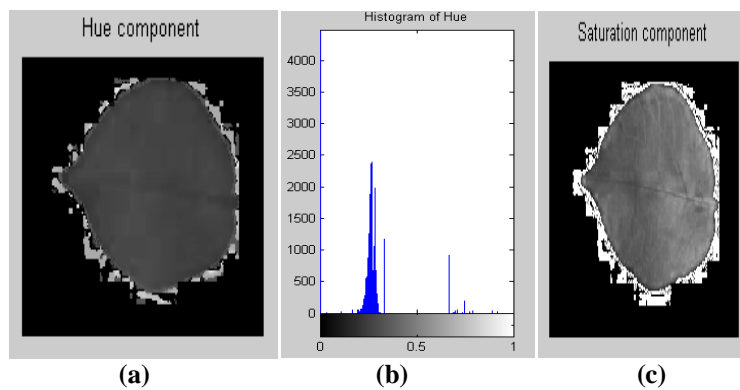 Hue component
Histogram of Hue
4000
3500
3000
2500
2000
1500
1000
500
0
0 0.5 1
Saturation component
(a) (b) (c)